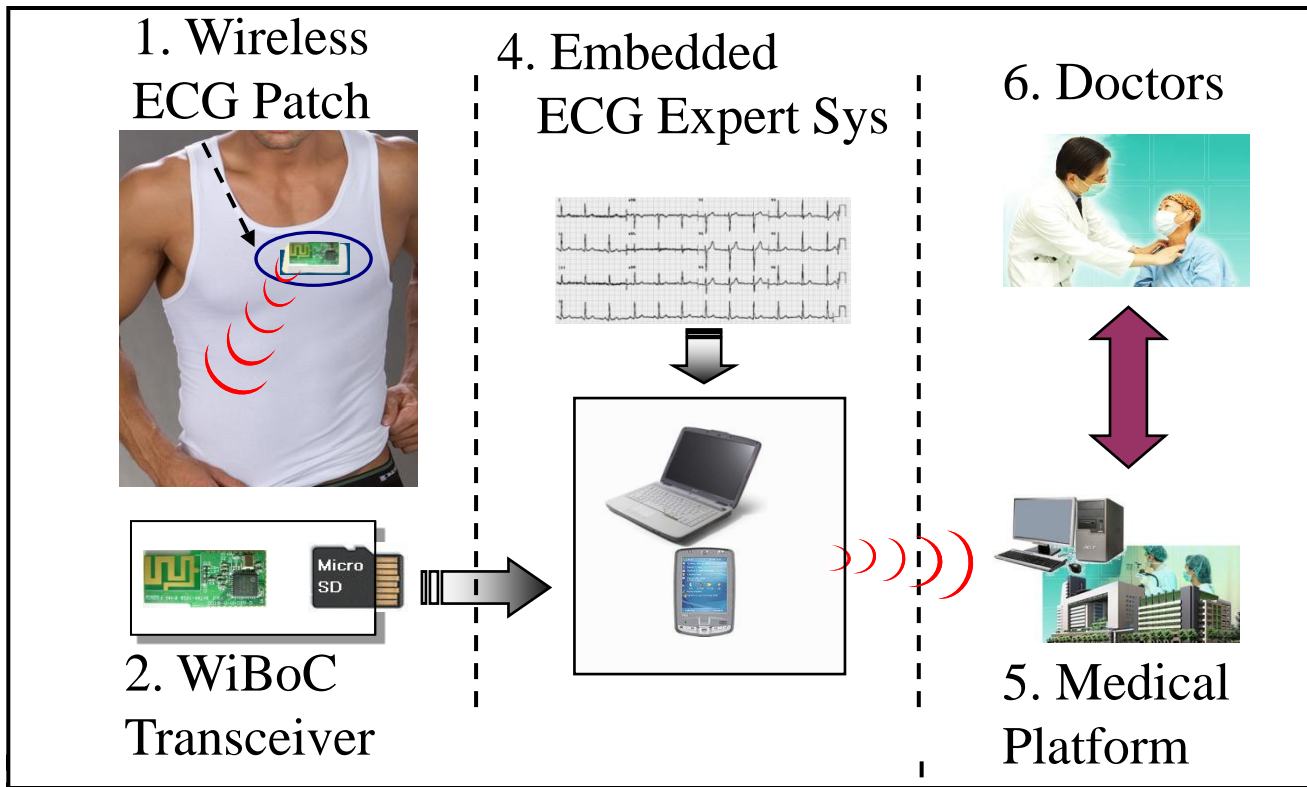 1. Wireless
ECG Patch
4. Embedded
ECG Expert Sys
6. Doctors
Micro
SD
2. WiBoC
Transceiver
5. Medical
Platform